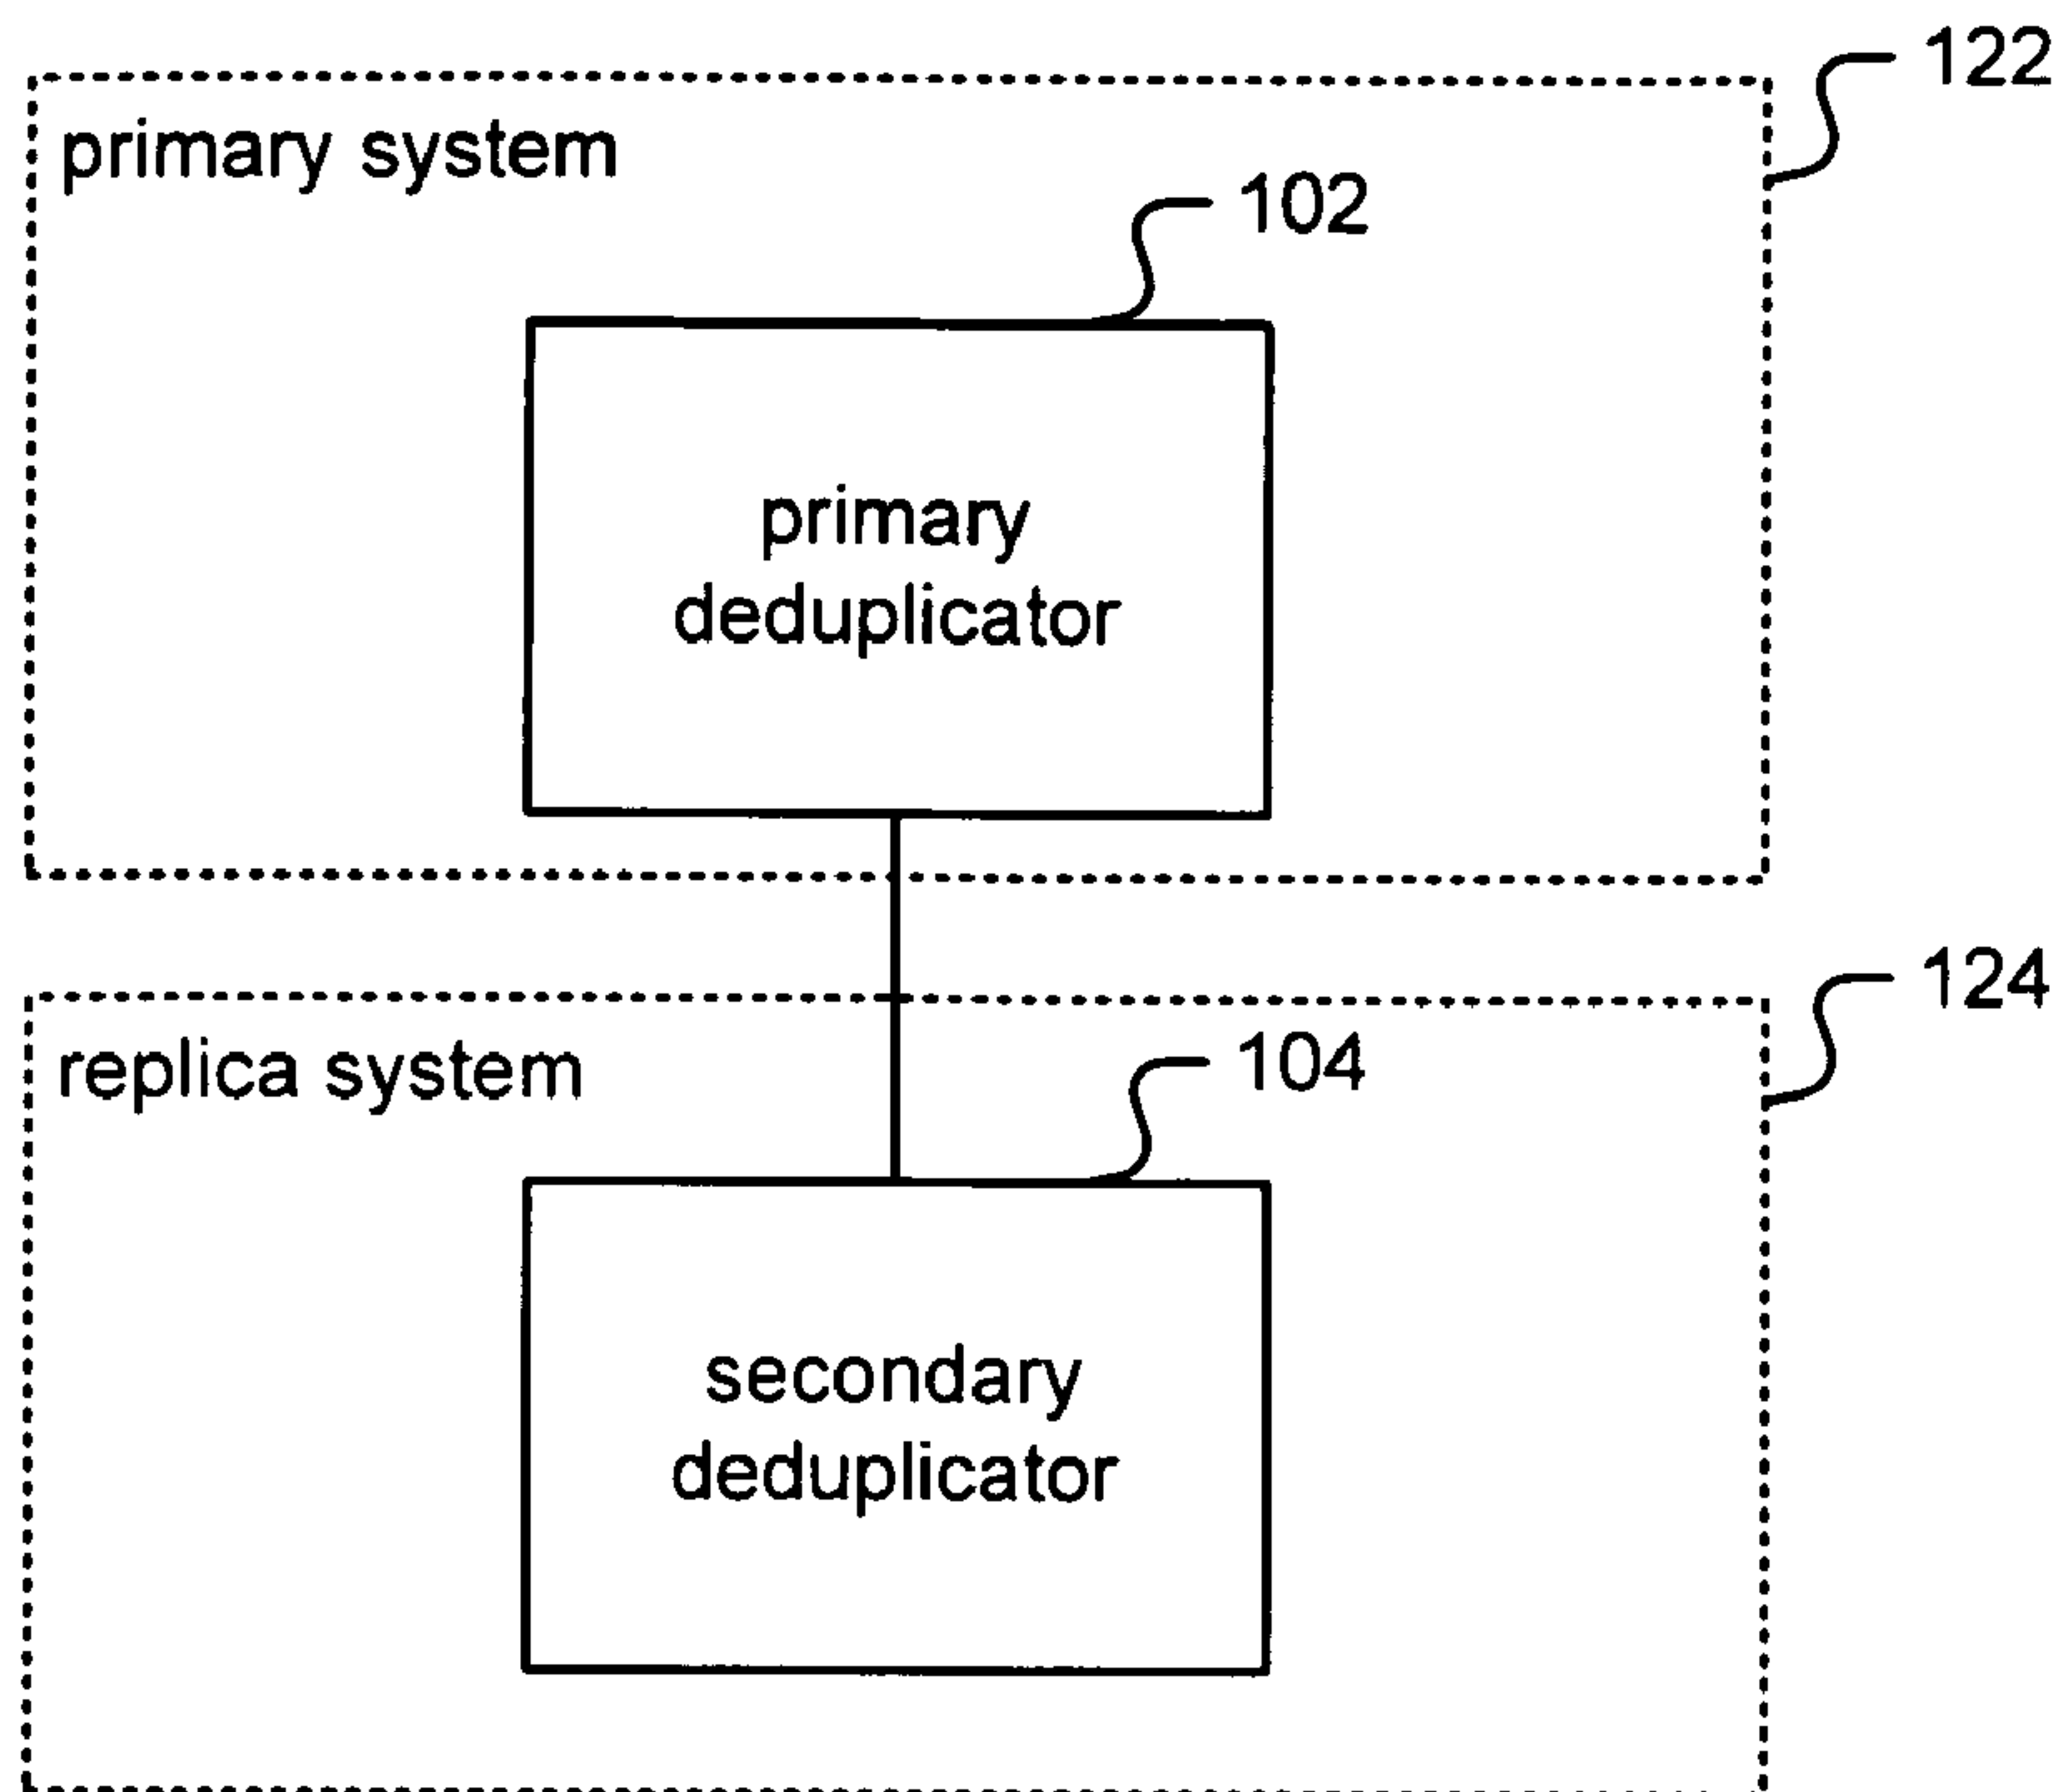 122
primary system
102
primary
deduplicator
124
replica system
104
secondary
deduplicator